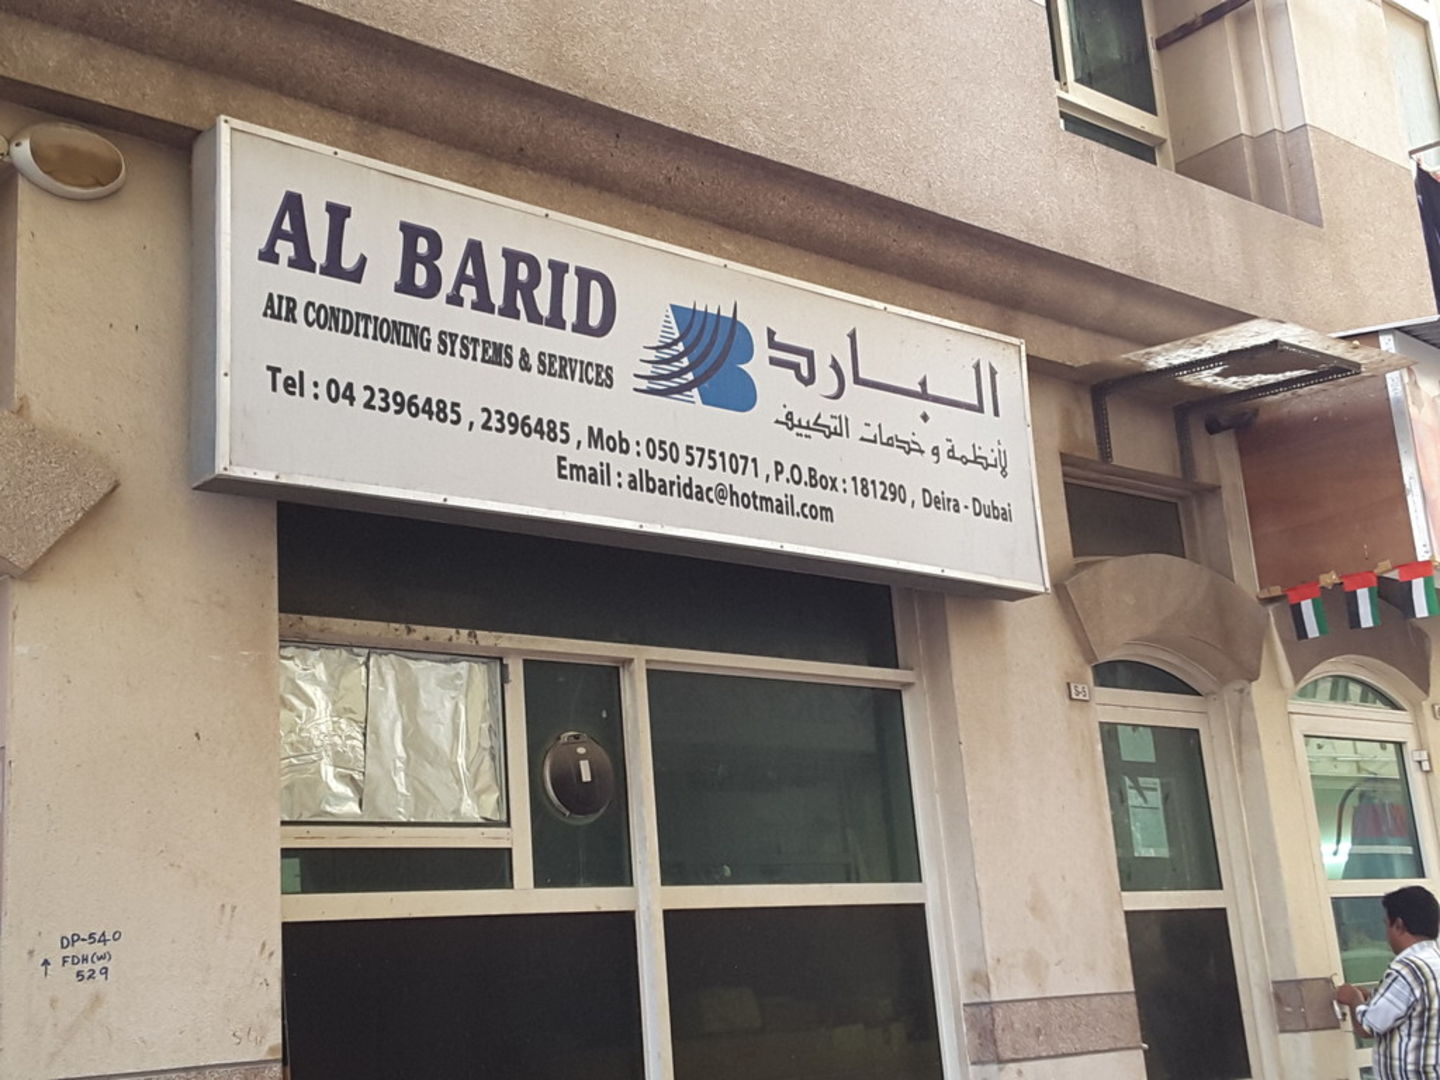 AL BARID
AIR CONDITIONING SYSTEMS & SERVICES
البارد
لأنظمة و خدمات التكييف
Tel : 04 2396485 , 2396485 , Mob : 050 5751071 , P.O.Box : 181290 , Deira - Dubai
Email : albaridac@hotmail.com
S-5
DP-540
↑ FDH(W)
529